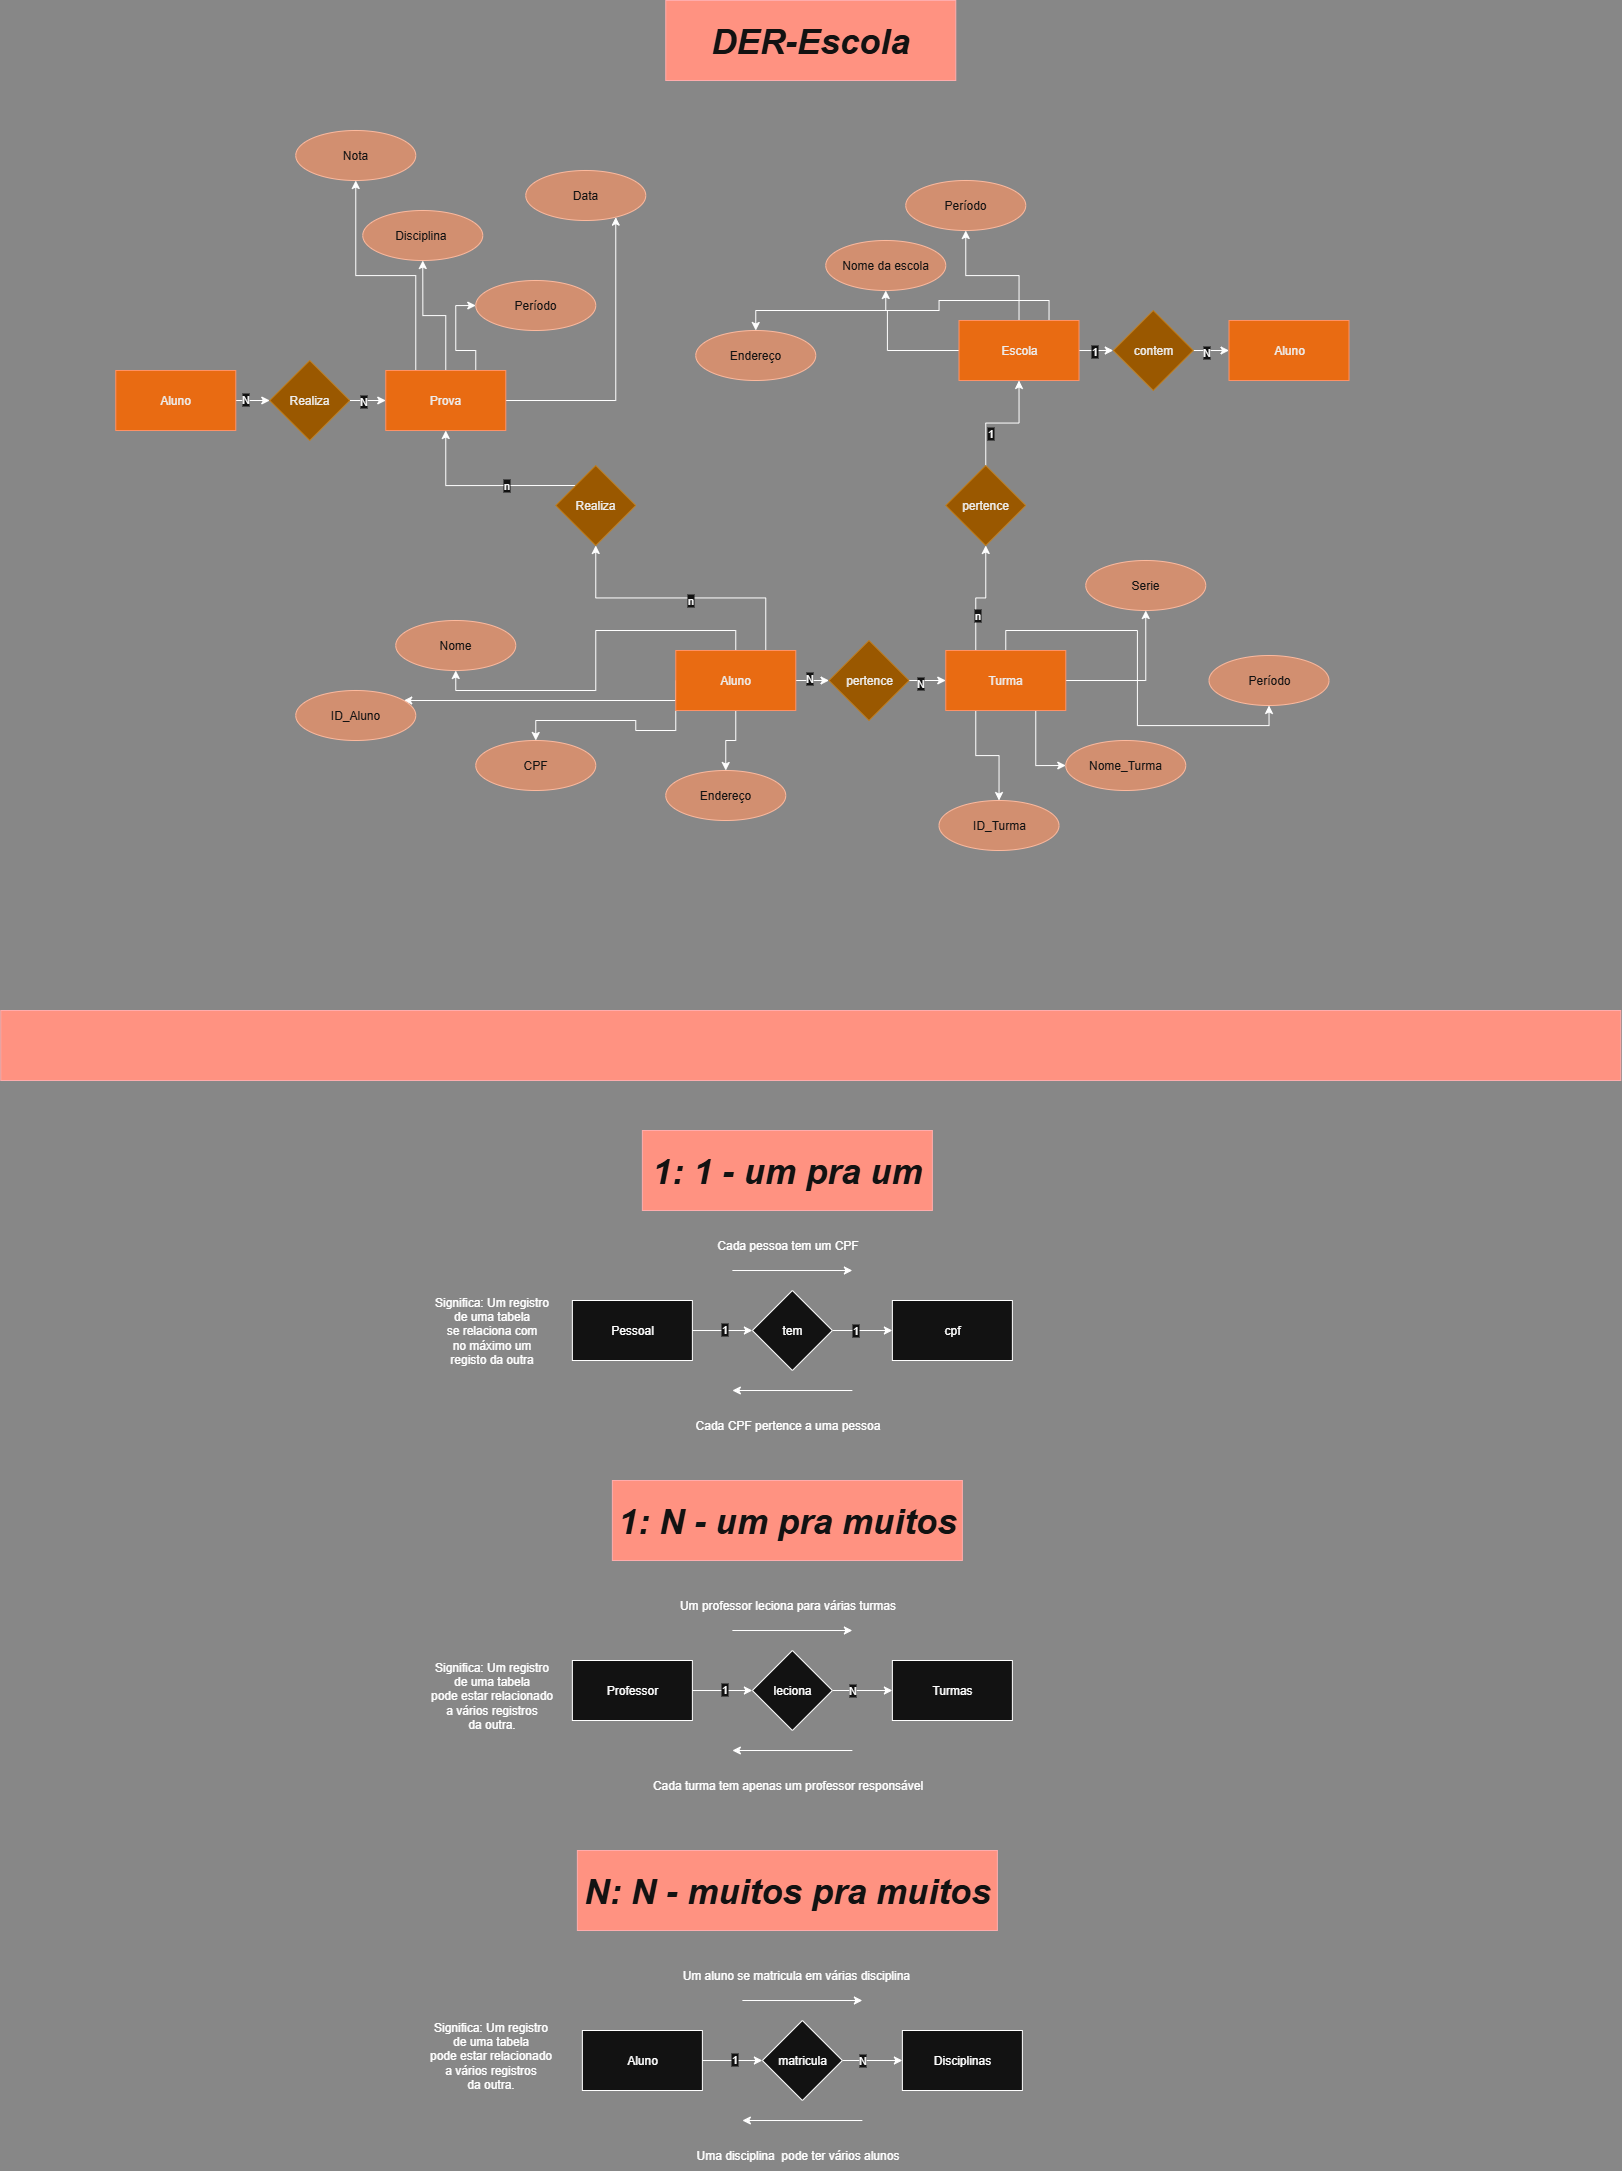 DER-Escola
Nota
Data
Disciplina
Período
Período
Nome da escola
Endereço
Escola
1
contem
N
Aluno
Aluno
N
Realiza
N
Prova
1
n
Realiza
pertence
n
n
Serie
Nome
Aluno
N
pertence
N
Turma
Período
ID_Aluno
CPF
Nome_Turma
Endereço
ID_Turma
1: 1 - um pra um
Cada pessoa tem um CPF
Significa: Um registro
de uma tabela
se relaciona com
no máximo um
registo da outra
Pessoal
1
tem
1
cpf
Cada CPF pertence a uma pessoa
1: N - um pra muitos
Um professor leciona para várias turmas
Significa: Um registro
de uma tabela
pode estar relacionado
a vários registros
da outra.
Professor
1
leciona
N
Turmas
Cada turma tem apenas um professor responsável
N: N - muitos pra muitos
Um aluno se matricula em várias disciplina
Significa: Um registro
de uma tabela
pode estar relacionado
a vários registros
da outra.
Aluno
1
matricula
N
Disciplinas
Uma disciplina  pode ter vários alunos